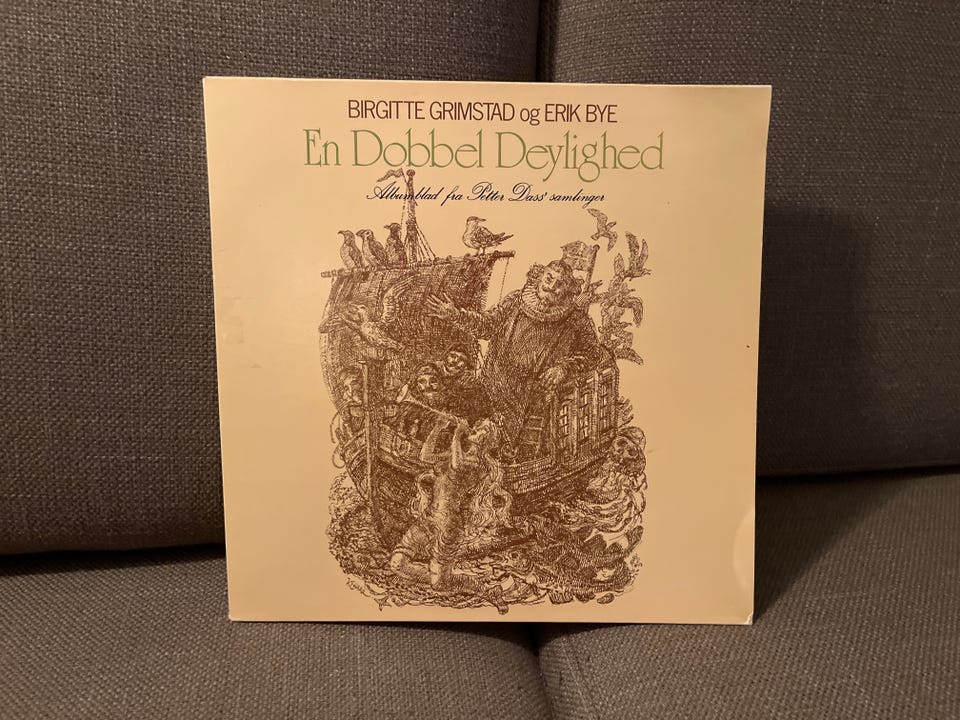 BIRGITTE GRIMSTAD og ERIK BYE
En Dobbel Deylighed
Albumblad fra Petter Dass' samlinger